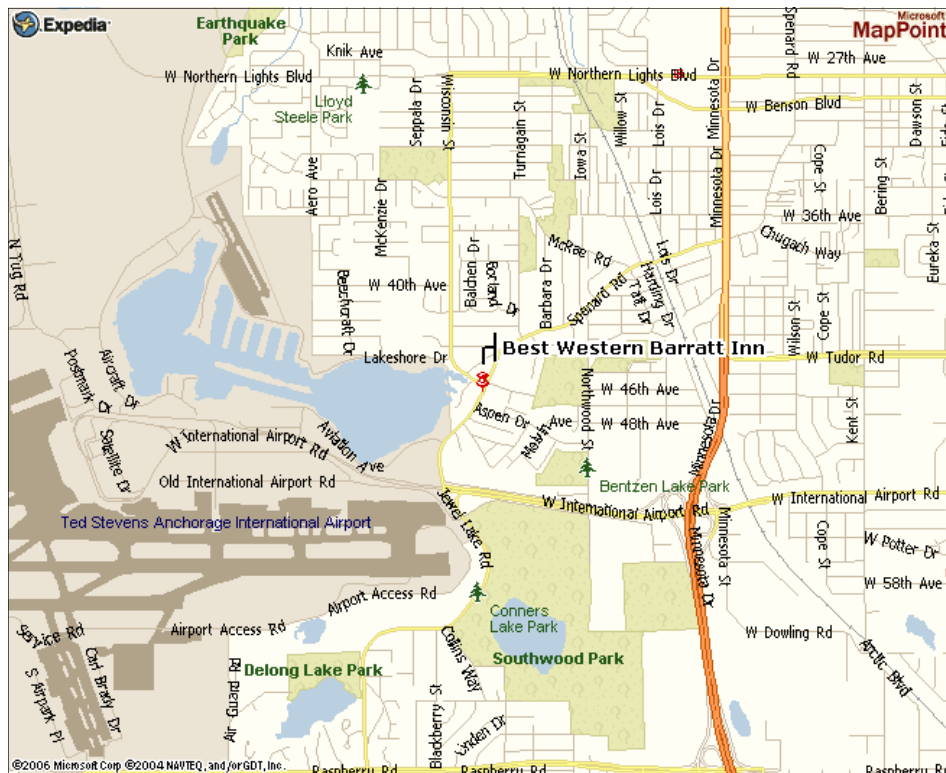 Expedia
Earthquake
Park
Microsoft
MapPoint
Spenard Rd
Knik Ave
W 27th Ave
W Northern Lights Blvd
W Northern Lights Blvd
W Benson Blvd
Lloyd
Steele Park
Seppala Dr
Wisconsin St
Turnagain St
Iowa St
Willow St
Lois Dr
Minnesota Dr
Dawson St
Aero Ave
McKenzie Dr
Lois Dr
Minnesota Dr
Cope St
Bering St
W 36th Ave
Chugach Way
Eureka St
McRae Rd
N Tug Rd
Beechcraft Dr
W 40th Ave
Balchen Dr
Borland Dr
Barbara Dr
Spenard Rd
Taft Dr
Harding Dr
Lois Dr
Wilson St
Cope St
Lakeshore Dr
Best Western Barratt Inn
W Tudor Rd
Postmark Dr
Aircraft Dr
Northwood St
W 46th Ave
Aspen Dr
Melvin Ave
W 48th Ave
Minnesota Dr
Kent St
Satellite Dr
W International Airport Rd
Aviation Ave
Old International Airport Rd
Bentzen Lake Park
Jewel Lake Rd
W International Airport Rd
W International Airport Rd
Ted Stevens Anchorage International Airport
Minnesota Dr
Minnesota St
Cope St
W Potter Dr
W 58th Ave
Airport Access Rd
Conners
Lake Park
Service Rd
Airport Access Rd
W Dowling Rd
Arctic Blvd
Carl Brady Dr
S Airpark Pl
Air Guard Rd
Delong Lake Park
Collins Way
Southwood Park
Blackberry St
Linden Dr
©2006 Microsoft Corp ©2004 NAVTEQ, and/or GDT, Inc.
Raspberry Rd
Raspberry Rd